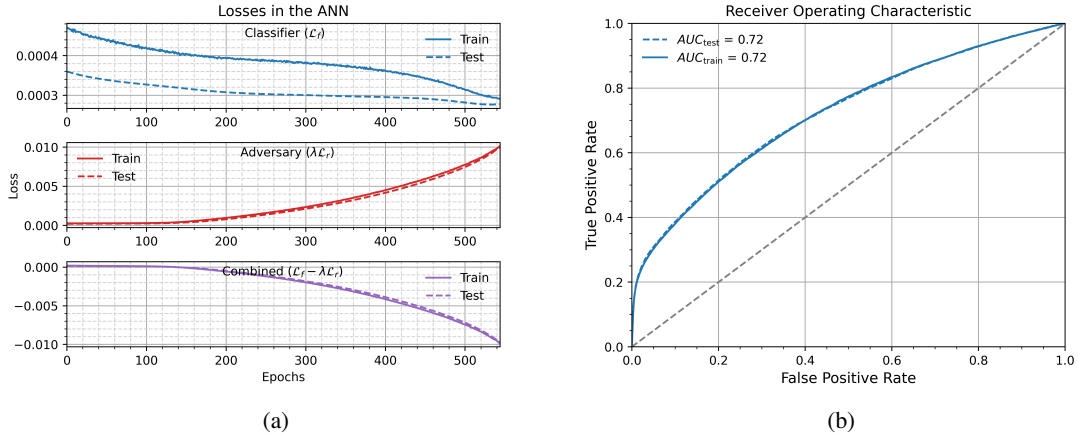 Losses in the ANN
Classifier (ℒ_f)
Train
Test
0.0004
0.0003
0 100 200 300 400 500
Adversary (λℒ_r)
Train
Test
0.010
0.005
0.000
0 100 200 300 400 500
Loss
Combined (ℒ_f − λℒ_r)
Train
Test
0.000
−0.005
−0.010
0 100 200 300 400 500
Epochs
(a)
Receiver Operating Characteristic
AUC_test = 0.72
AUC_train = 0.72
1.0
0.8
0.6
0.4
0.2
0.0
True Positive Rate
0.0 0.2 0.4 0.6 0.8 1.0
False Positive Rate
(b)